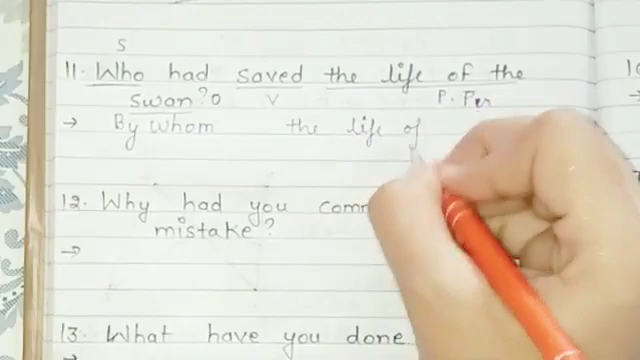 S
11. Who had saved the life of the
swan? O V P. Per
→ By whom the life of
12. Why had you
mistake?
→
13. What have you done
→